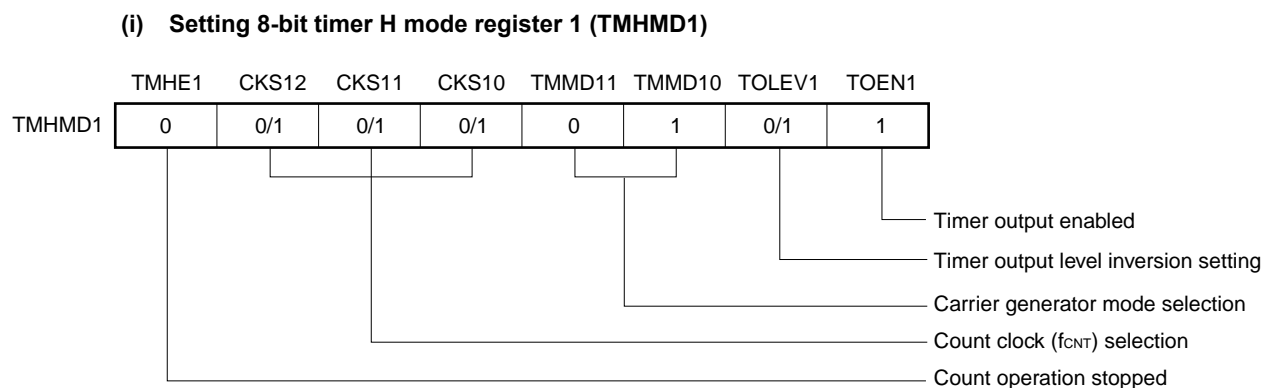 (i) Setting 8-bit timer H mode register 1 (TMHMD1)
TMHE1 CKS12 CKS11 CKS10 TMMD11 TMMD10 TOLEV1 TOEN1
TMHMD1 0 0/1 0/1 0/1 0 1 0/1 1
Timer output enabled
Timer output level inversion setting
Carrier generator mode selection
Count clock (fCNT) selection
Count operation stopped